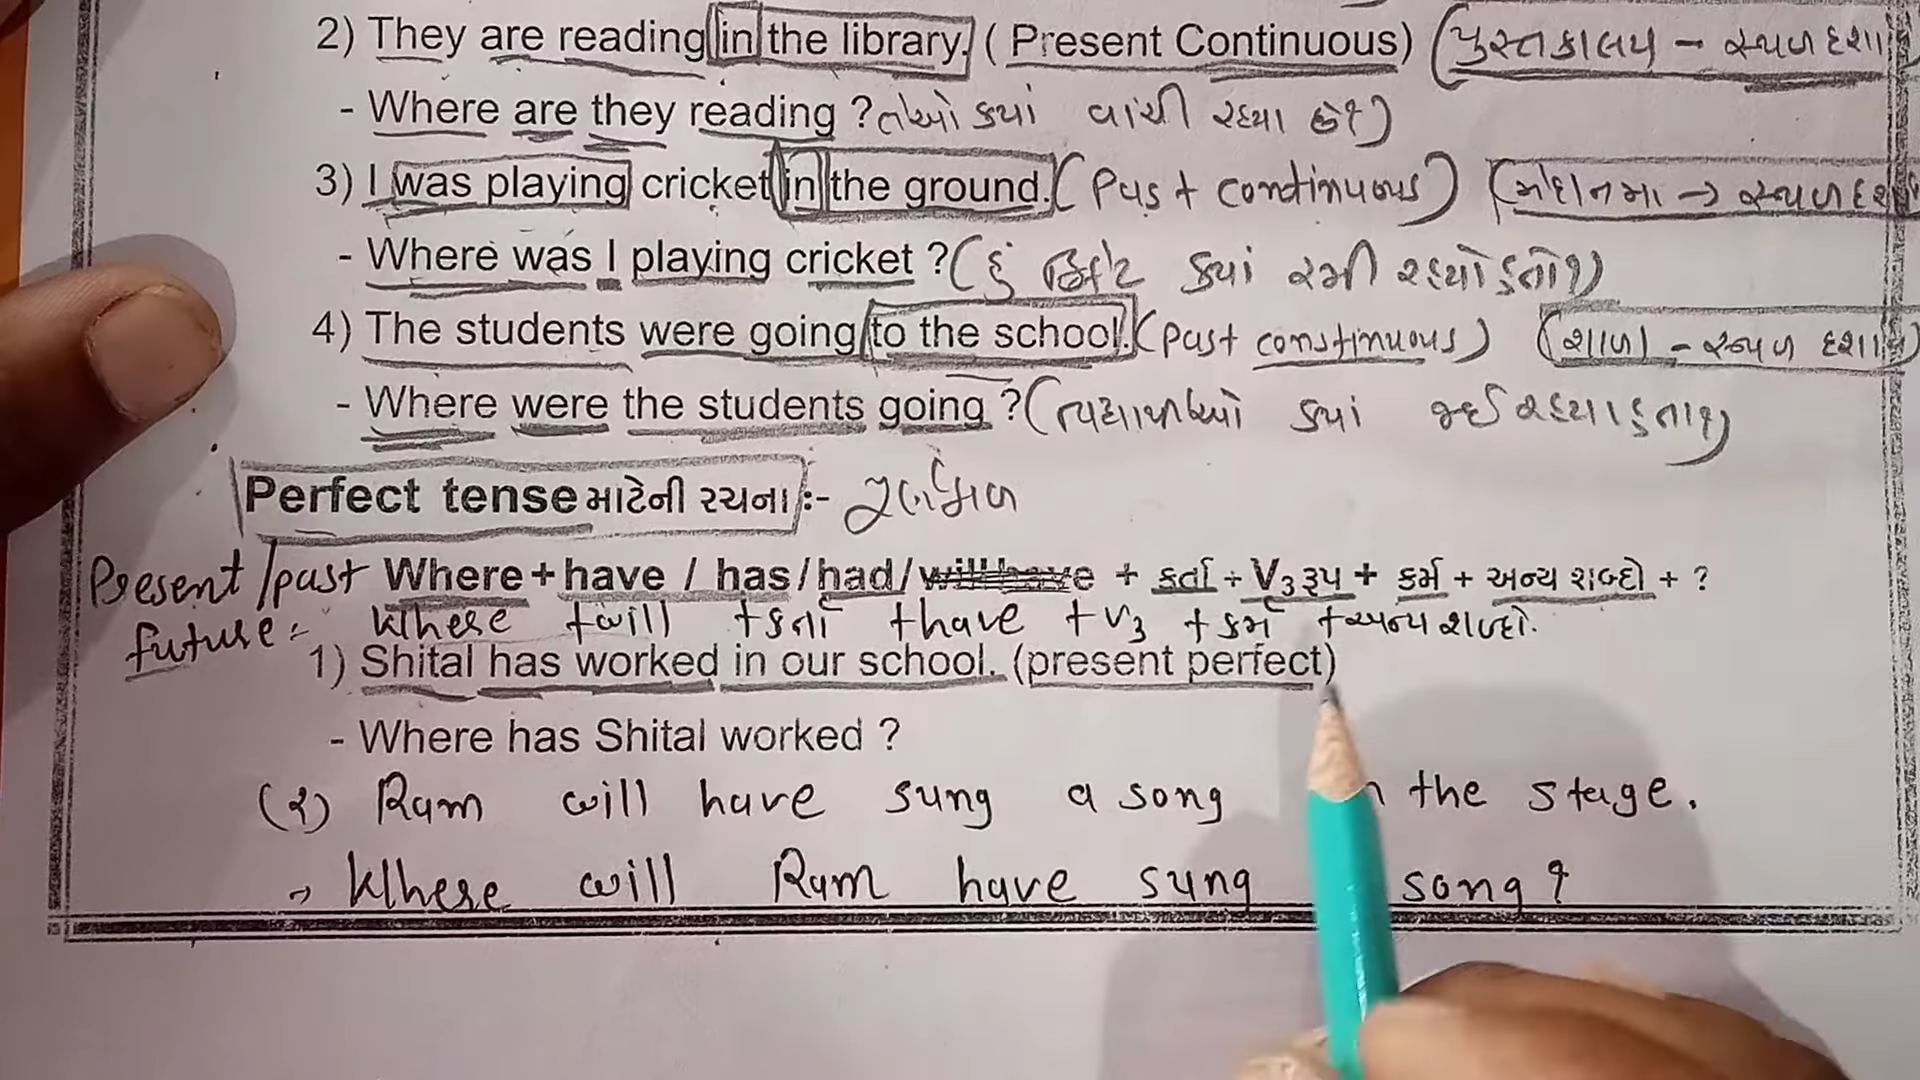 2) They are reading in the library. ( Present Continuous) (પુસ્તકાલય - સ્થળ દર્શા
- Where are they reading ? તેઓ ક્યાં વાંચી રહ્યા છે?)
3) I was playing cricket in the ground. (Past continuous) (મેદાનમા → સ્થળ દર્શા
- Where was I playing cricket ? (હું ક્રિકેટ ક્યાં રમી રહ્યો હતો?)
4) The students were going to the school. (past constinuous) (શાળા - સ્થળ દર્શા
- Where were the students going ? ( ક્યાં જઈ રહ્યા હતા?)
Perfect tense માટેની રચના :- પૂર્ણકાળ
Present /past Where + have / has / had / will have + કર્તા + V3 રૂપ + કર્મ + અન્ય શબ્દો + ?
future :- Where + will + કર્તા + have + V3 + કર્મ + અન્ય શબ્દો.
1) Shital has worked in our school. (present perfect)
- Where has Shital worked ?
(૨) Ram will have sung a song the stage.
→ Where will Ram have sung song ?